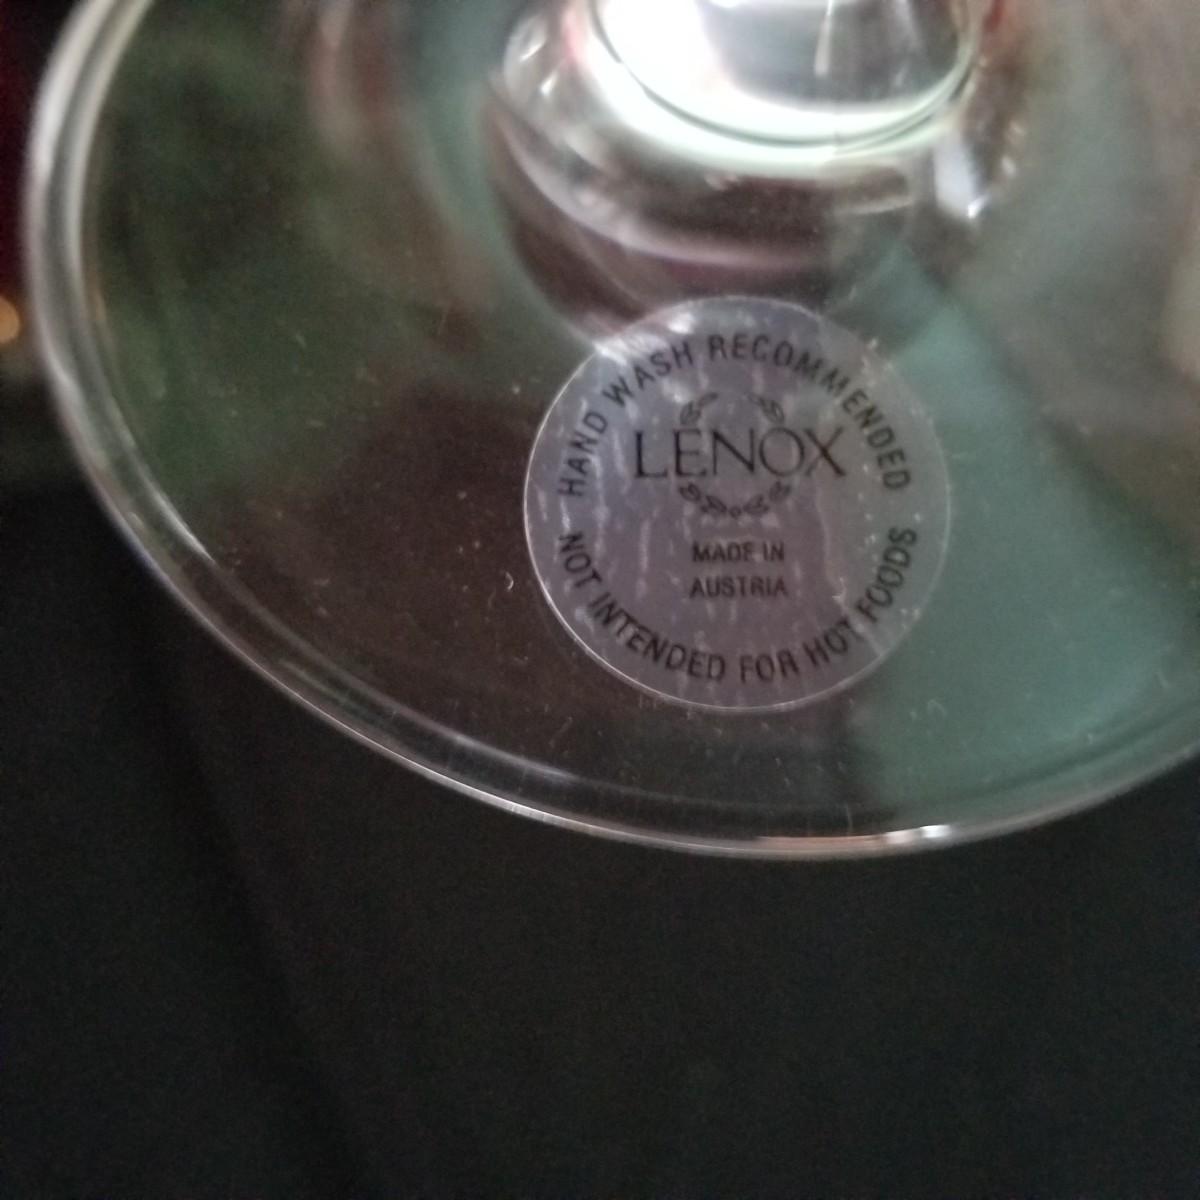 HAND WASH RECOMMENDED
LENOX
MADE IN
AUSTRIA
NOT INTENDED FOR HOT FOODS